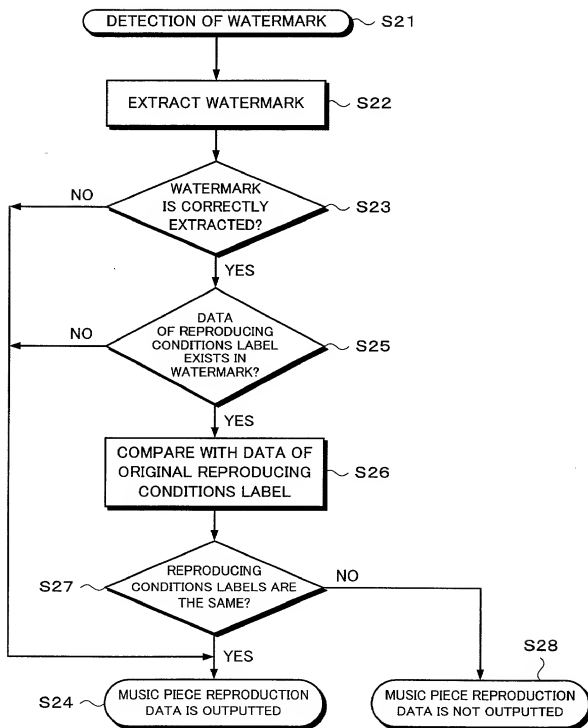 DETECTION OF WATERMARK
S21
EXTRACT WATERMARK
S22
WATERMARK
IS CORRECTLY
EXTRACTED?
NO
S23
YES
DATA
OF REPRODUCING
CONDITIONS LABEL
EXISTS IN
WATERMARK?
NO
S25
YES
COMPARE WITH DATA OF
ORIGINAL REPRODUCING
CONDITIONS LABEL
S26
S27
REPRODUCING
CONDITIONS LABELS ARE
THE SAME?
NO
YES
S28
S24
MUSIC PIECE REPRODUCTION
DATA IS OUTPUTTED
MUSIC PIECE REPRODUCTION
DATA IS NOT OUTPUTTED